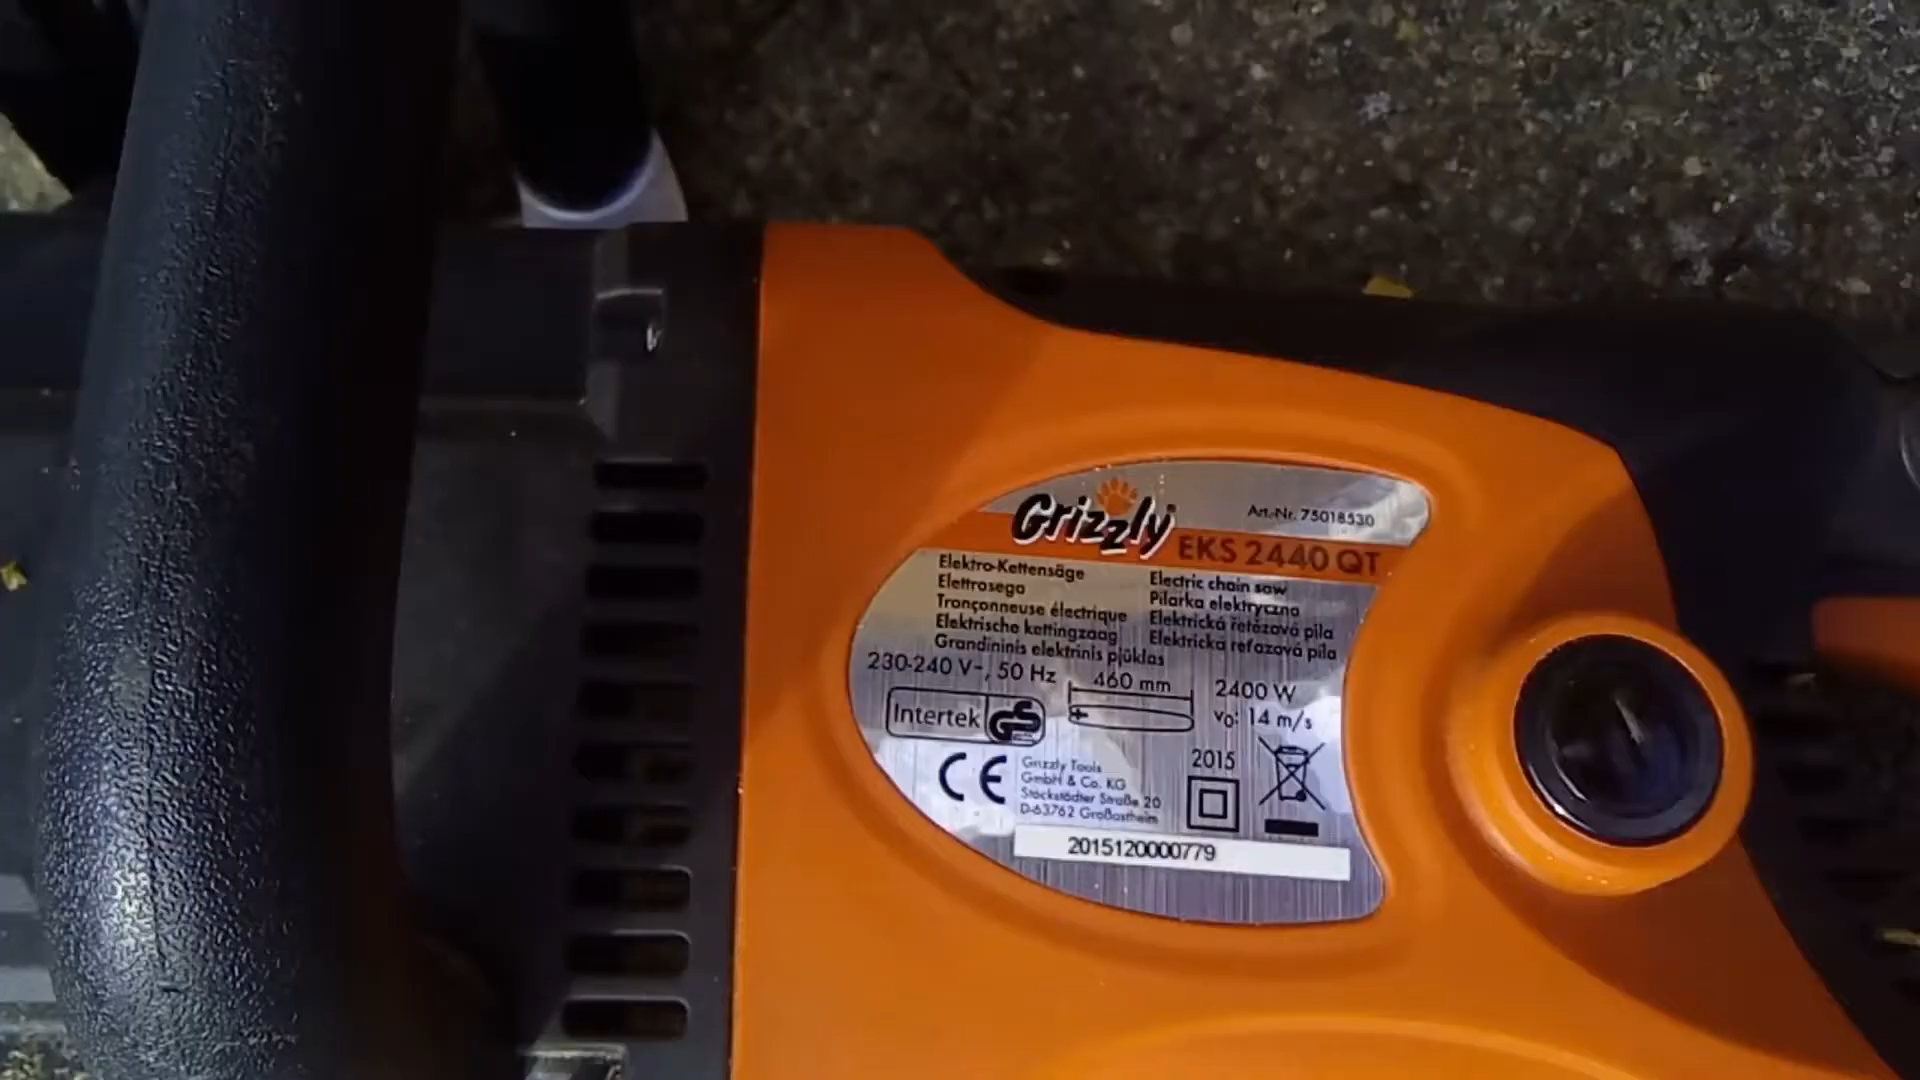 Grizzly
Art.-Nr. 75018530
EKS 2440 QT
Elektro-Kettensäge
Elettrosega
Tronçonneuse électrique
Elektrische kettingzaag
Grandininis elektrinis pjūklas
Electric chain saw
Pilarka elektryczna
Elektrická řetězová pila
Elektrická reťazová píla
230-240 V~, 50 Hz
460 mm
2400 W
v0: 14 m/s
Intertek GS
CE
Grizzly Tools
GmbH & Co. KG
Stockstädter Straße 20
D-63762 Großostheim
2015
2015120000779